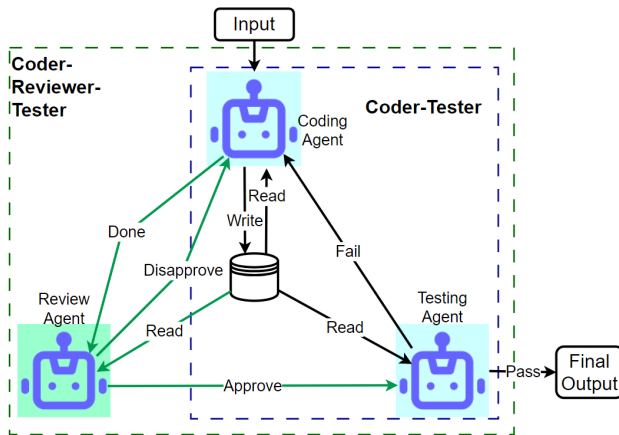 Input
Coder-
Reviewer-
Tester
Coder-Tester
Coding
Agent
Read
Write
Done
Fail
Disapprove
Review
Agent
Testing
Agent
Read
Read
Pass
Final
Output
Approve